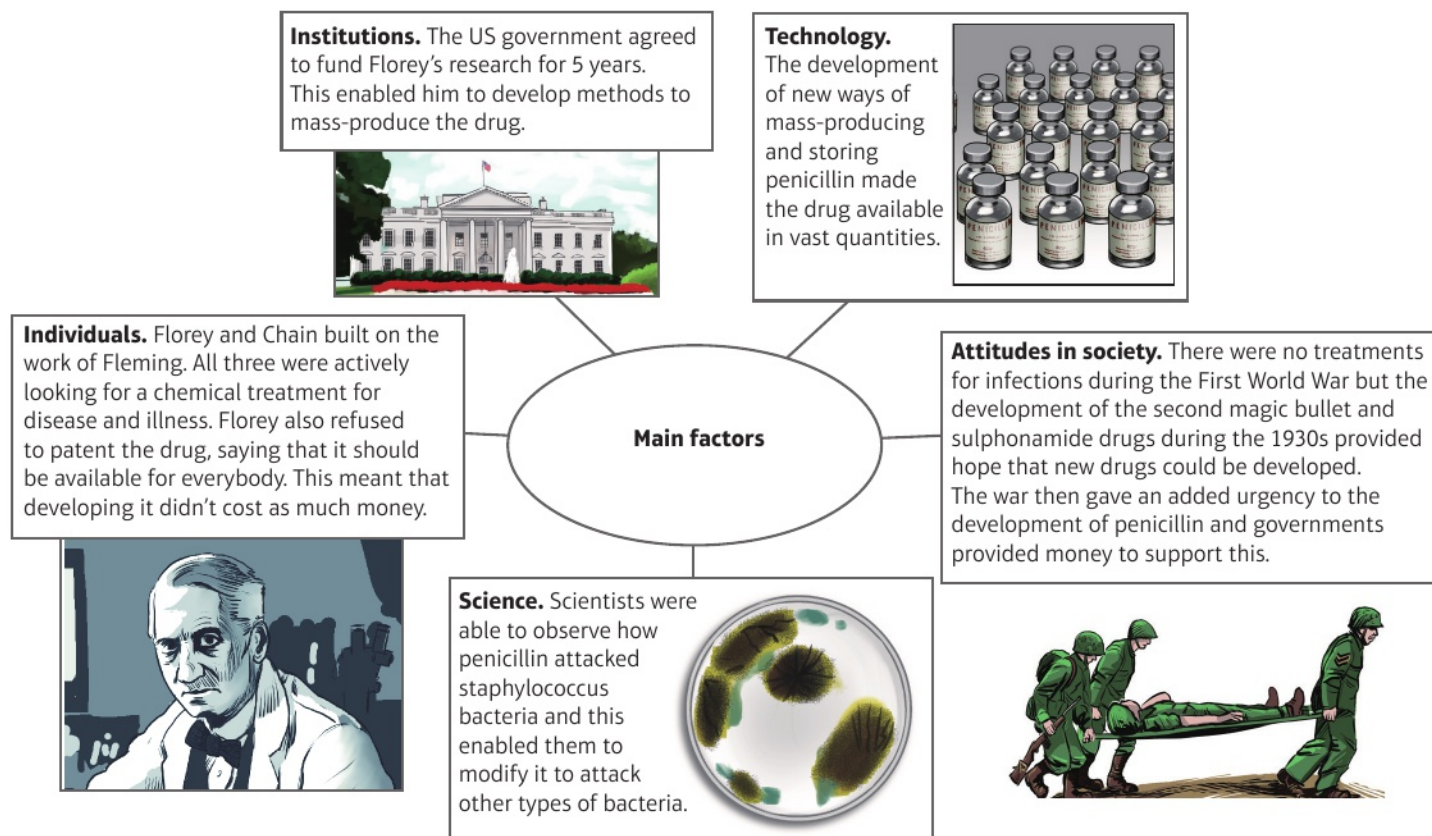 Institutions. The US government agreed
to fund Florey's research for 5 years.
This enabled him to develop methods to
mass-produce the drug.
Technology.
The development
of new ways of
mass-producing
and storing
penicillin made
the drug available
in vast quantities.
PENICILLIN
PENICILLIN
PENICILLIN
Individuals. Florey and Chain built on the
work of Fleming. All three were actively
looking for a chemical treatment for
disease and illness. Florey also refused
to patent the drug, saying that it should
be available for everybody. This meant that
developing it didn't cost as much money.
Main factors
Attitudes in society. There were no treatments
for infections during the First World War but the
development of the second magic bullet and
sulphonamide drugs during the 1930s provided
hope that new drugs could be developed.
The war then gave an added urgency to the
development of penicillin and governments
provided money to support this.
Science. Scientists were
able to observe how
penicillin attacked
staphylococcus
bacteria and this
enabled them to
modify it to attack
other types of bacteria.